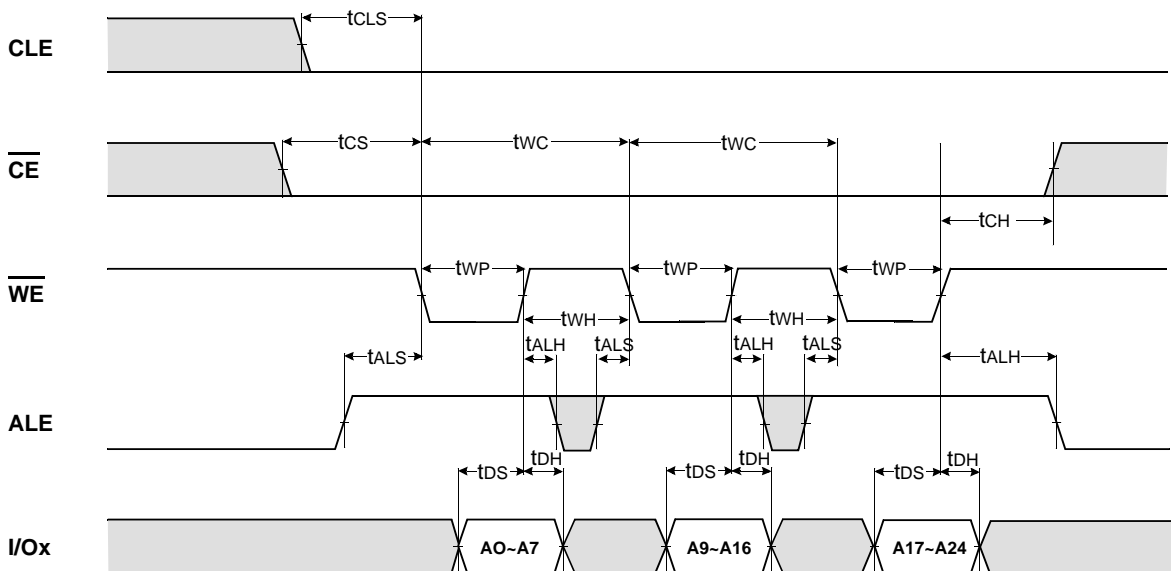 tCLS
CLE
tCS tWC tWC
CE
tCH
tWP tWP tWP
WE
tWH tWH
tALS tALH tALS tALH tALS tALH
ALE
tDS tDH tDS tDH tDS tDH
I/Ox AO~A7 A9~A16 A17~A24